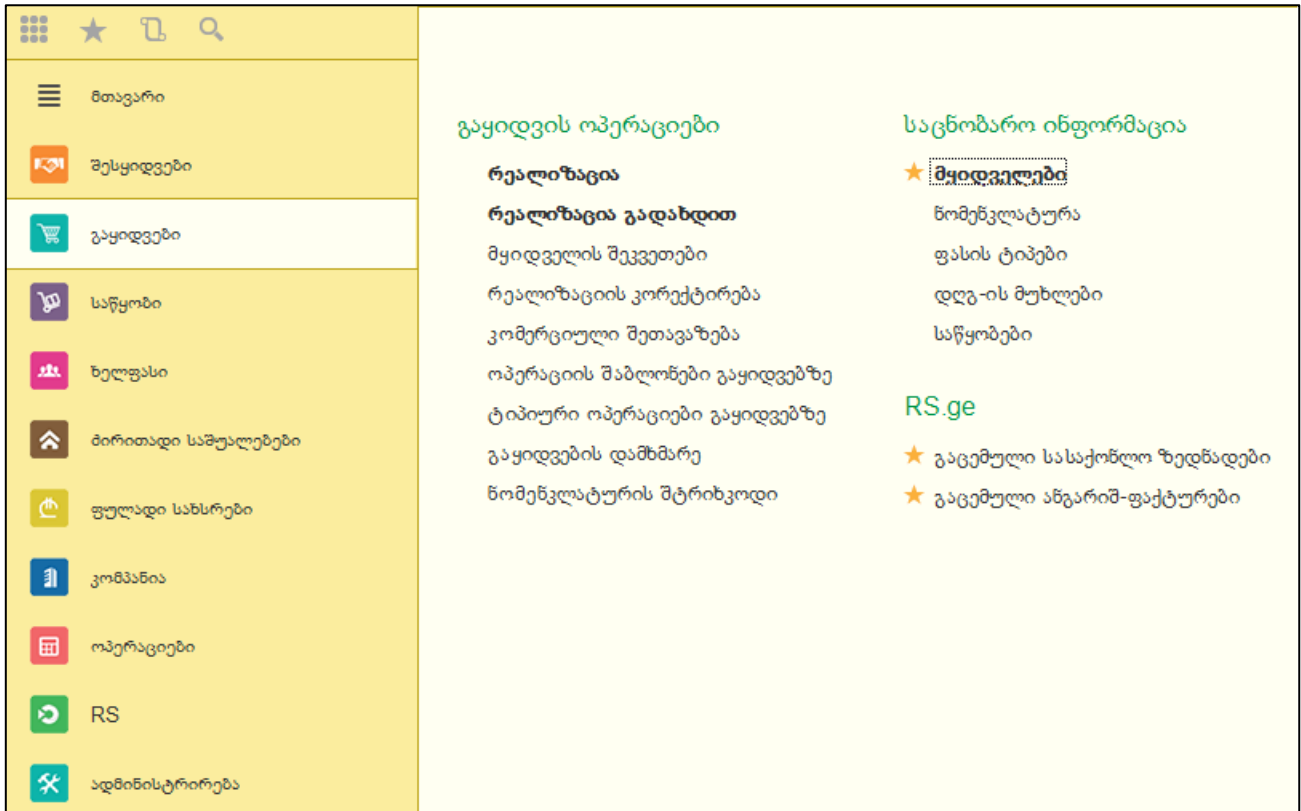 მთავარი
შესყიდვები
გაყიდვები
საწყობი
ხელფასი
ძირითადი საშუალებები
ფულადი სახსრები
კომპანია
ოპერაციები
RS
ადმინისტრირება
გაყიდვის ოპერაციები
რეალიზაცია
რეალიზაცია გადახდით
მყიდველის შეკვეთები
რეალიზაციის კორექტირება
კომერციული შეთავაზება
ოპერაციის შაბლონები გაყიდვებზე
ტიპიური ოპერაციები გაყიდვებზე
გაყიდვების დამხმარე
ნომენკლატურის შტრიხკოდი
საცნობარო ინფორმაცია
მყიდველები
ნომენკლატურა
ფასის ტიპები
დღგ-ის მუხლები
საწყობები
RS.ge
გაცემული სასაქონლო ზედნადები
გაცემული ანგარიშ-ფაქტურები